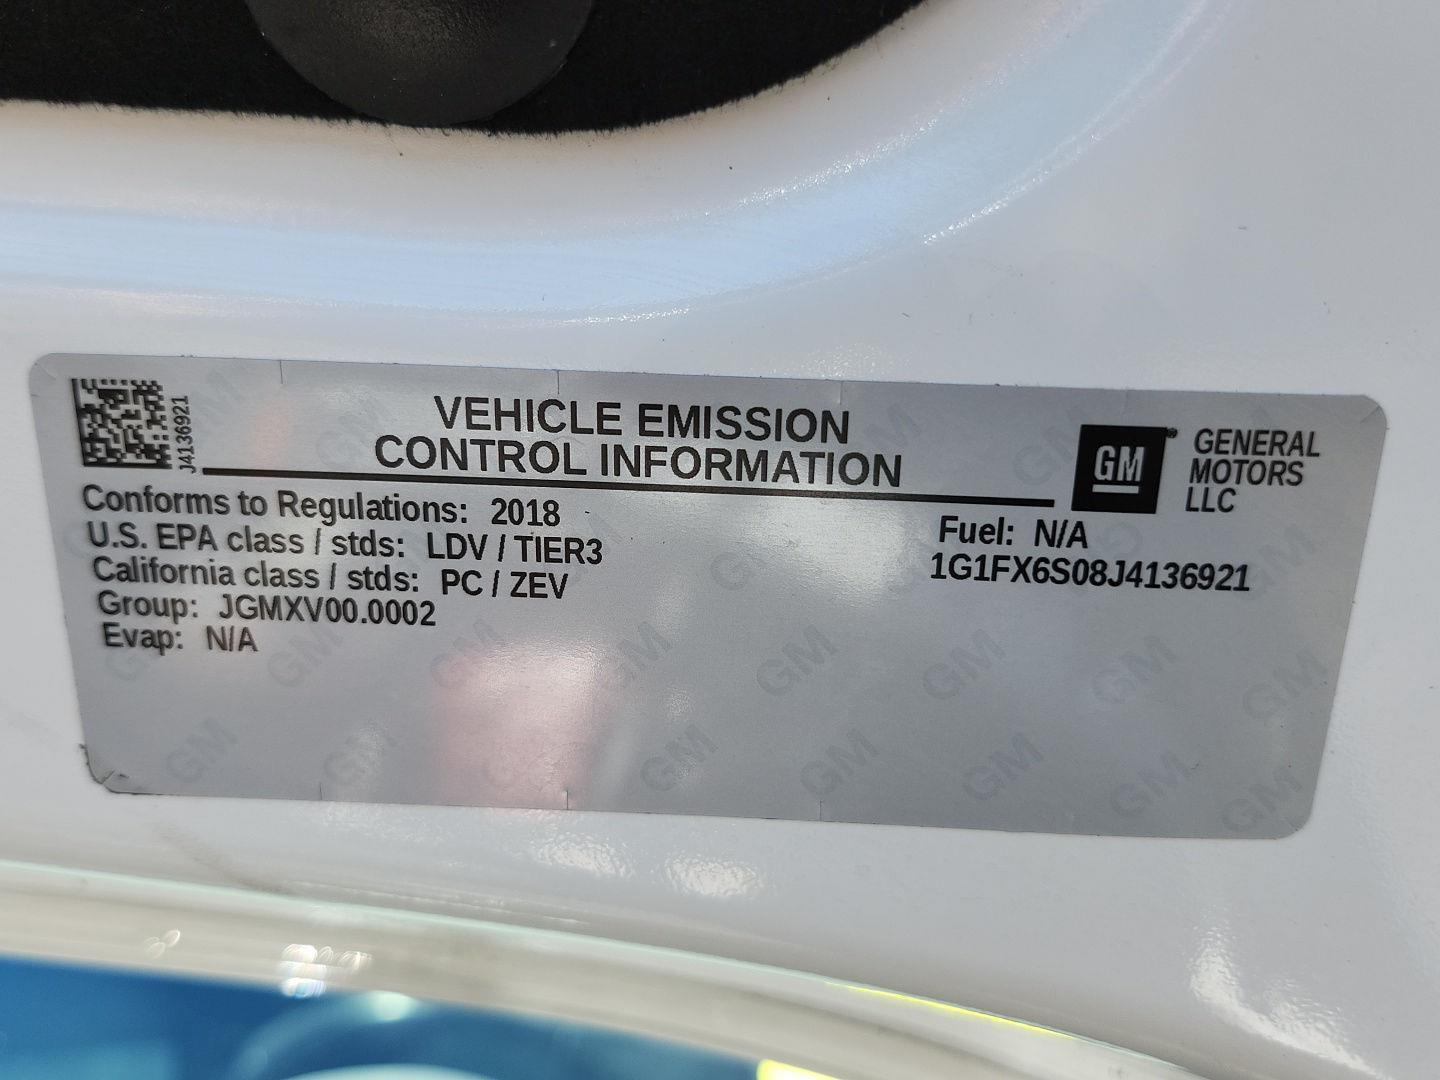 J4136921
VEHICLE EMISSION
CONTROL INFORMATION
GM
GENERAL
MOTORS
LLC
Conforms to Regulations: 2018
U.S. EPA class / stds: LDV / TIER3
California class / stds: PC / ZEV
Group: JGMXV00.0002
Evap: N/A
Fuel: N/A
1G1FX6S08J4136921